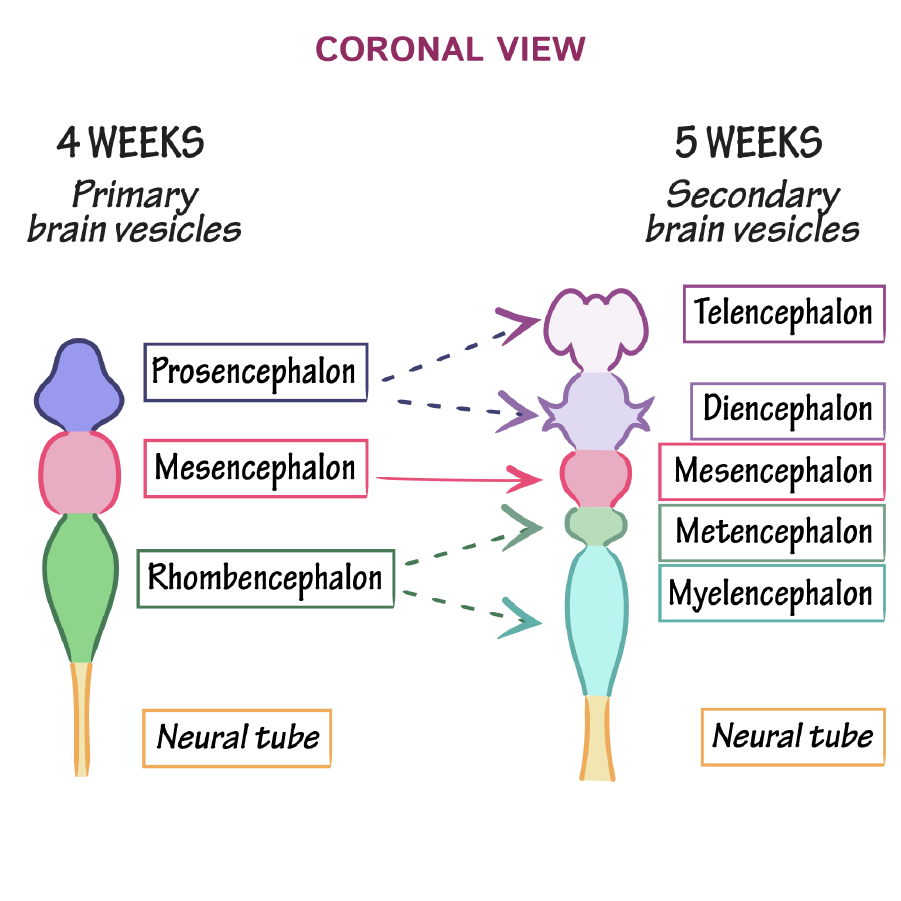 CORONAL VIEW
4 WEEKS
Primary
brain vesicles
5 WEEKS
Secondary
brain vesicles
Prosencephalon
Mesencephalon
Rhombencephalon
Neural tube
Telencephalon
Diencephalon
Mesencephalon
Metencephalon
Myelencephalon
Neural tube